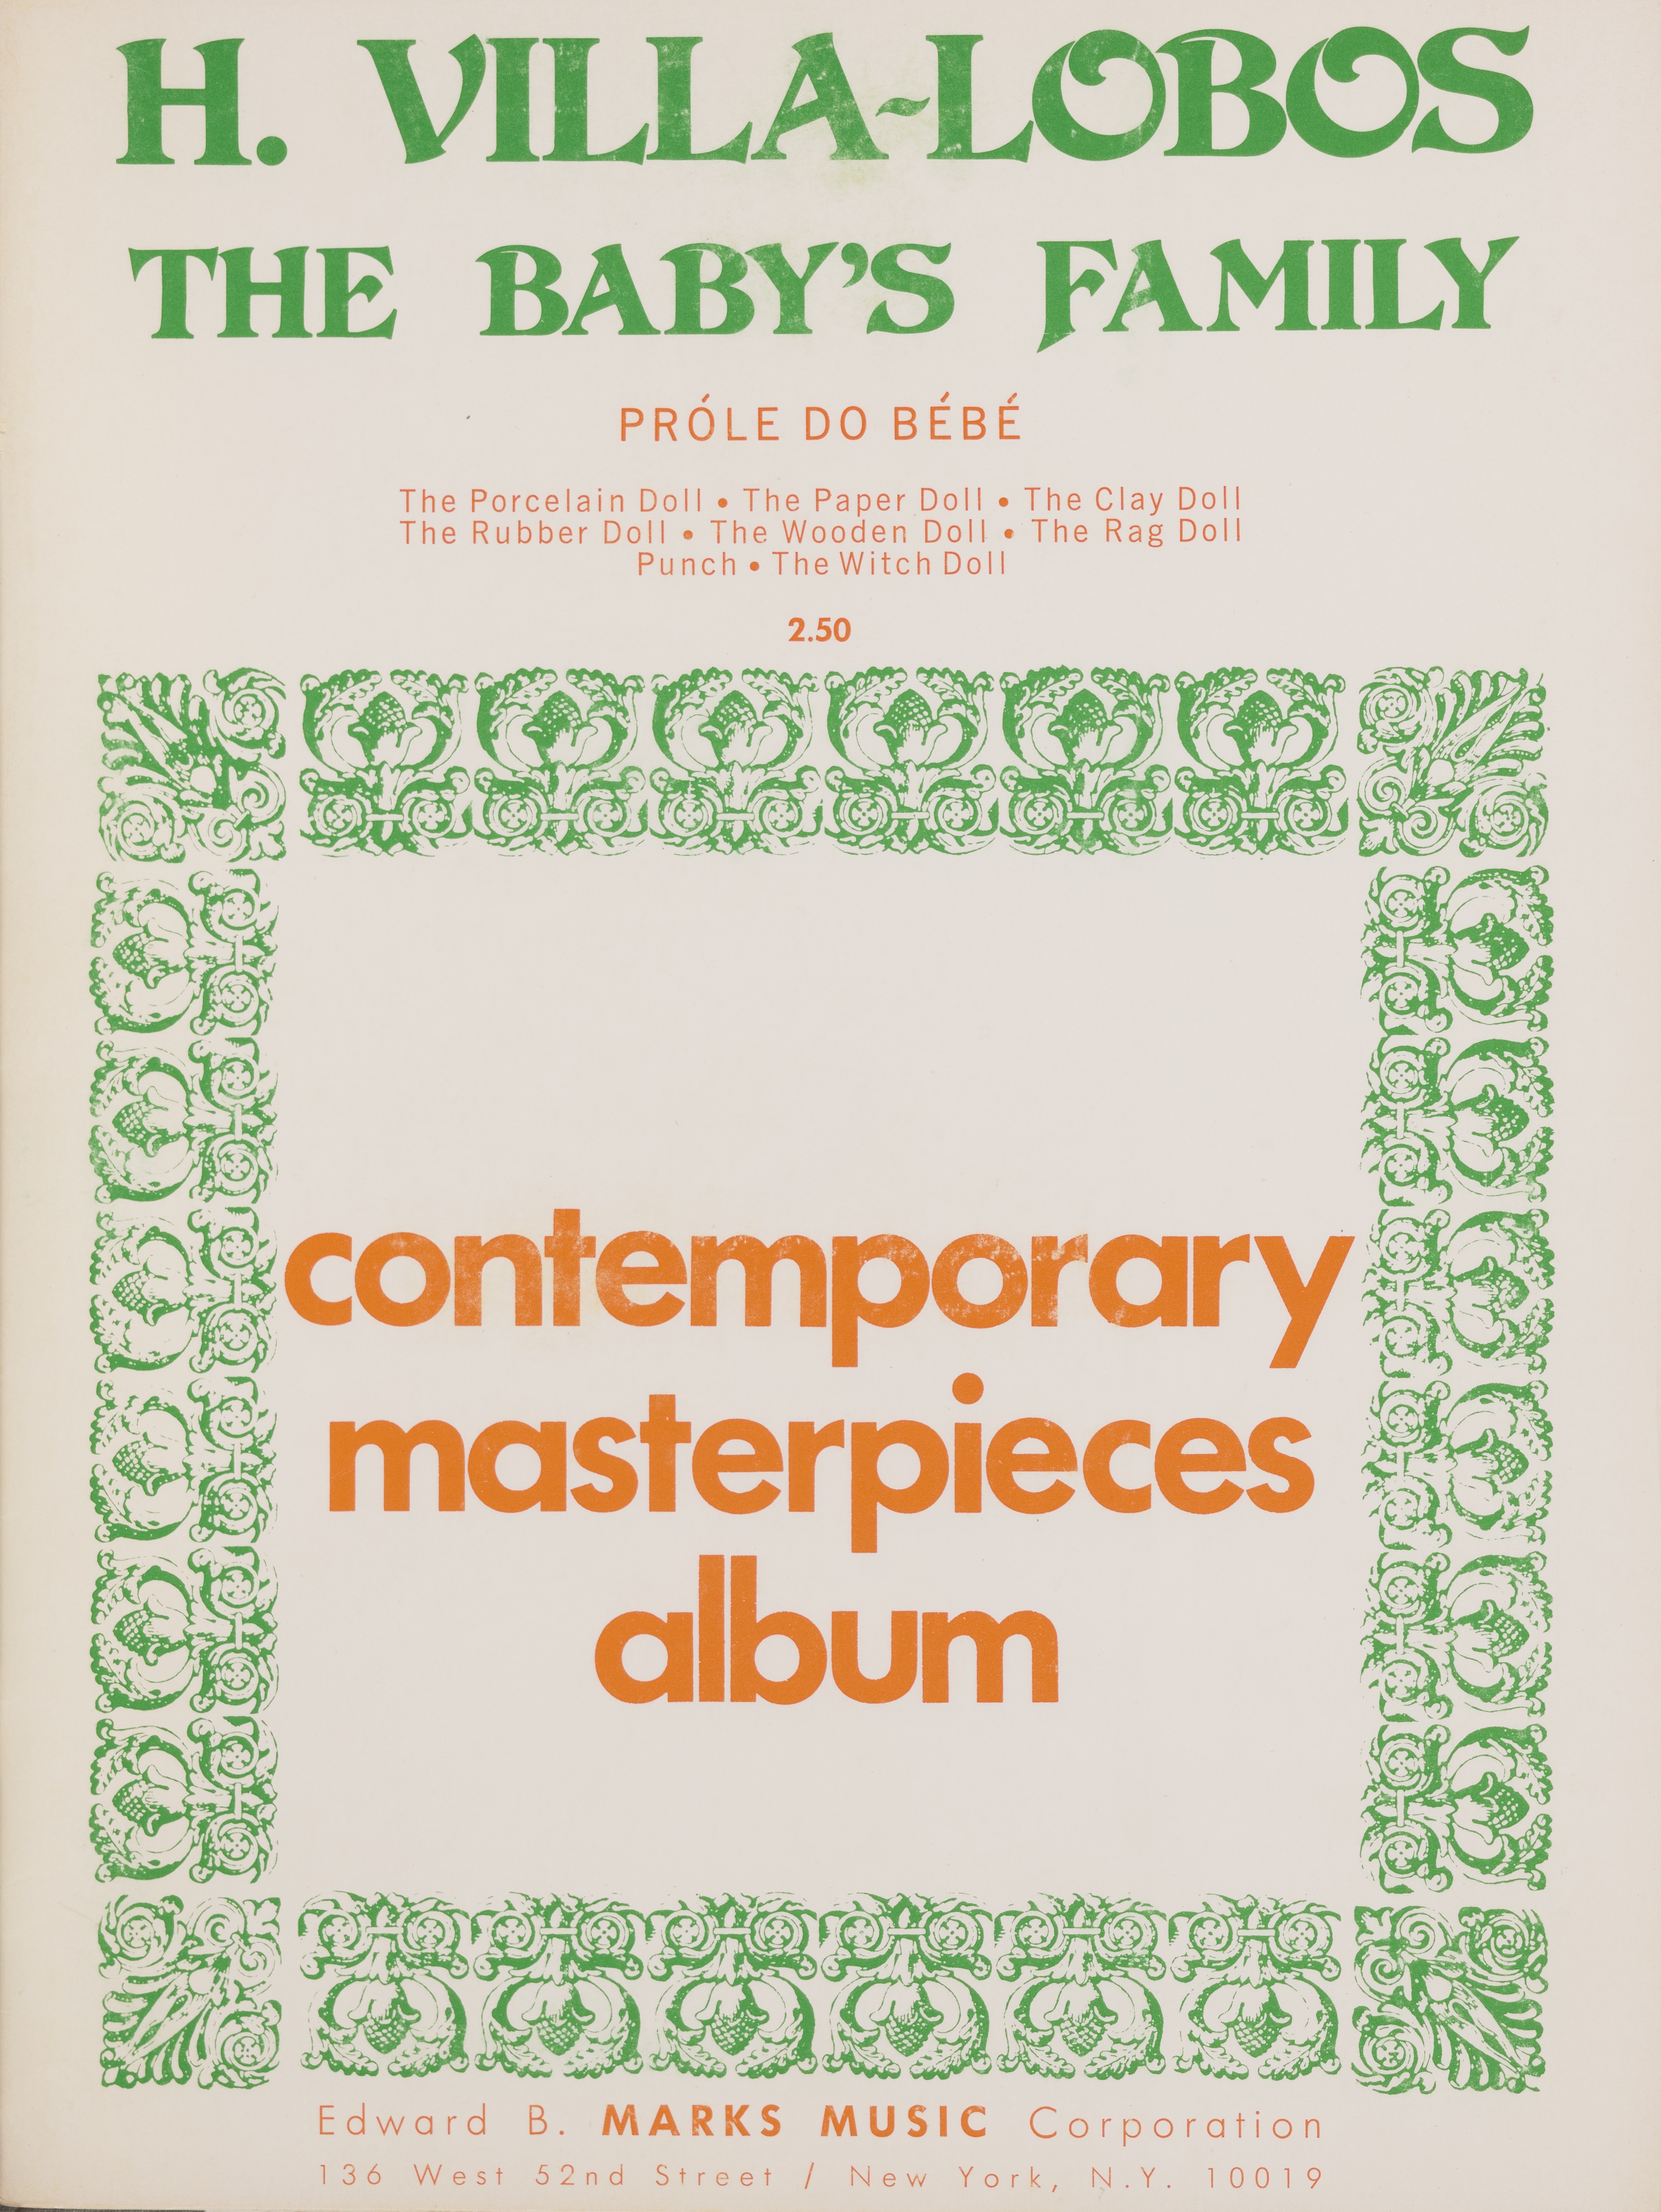 H. VILLA-LOBOS
THE BABY'S FAMILY
PRÓLE DO BÉBÉ
The Porcelain Doll • The Paper Doll • The Clay Doll
The Rubber Doll • The Wooden Doll • The Rag Doll
Punch • The Witch Doll
2.50
contemporary
masterpieces
album
Edward B. MARKS MUSIC Corporation
136 West 52nd Street / New York, N.Y. 10019